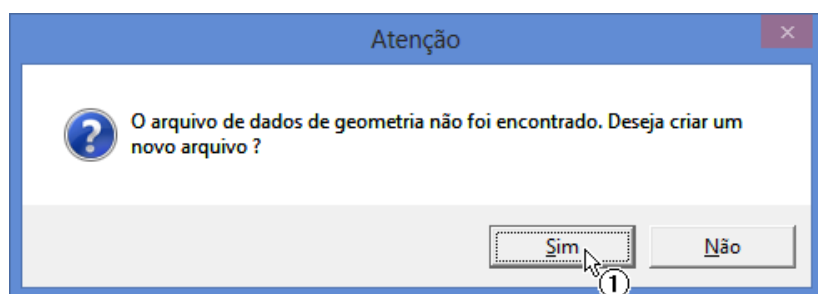 Atenção
O arquivo de dados de geometria não foi encontrado. Deseja criar um
novo arquivo ?
Sim
Não
1